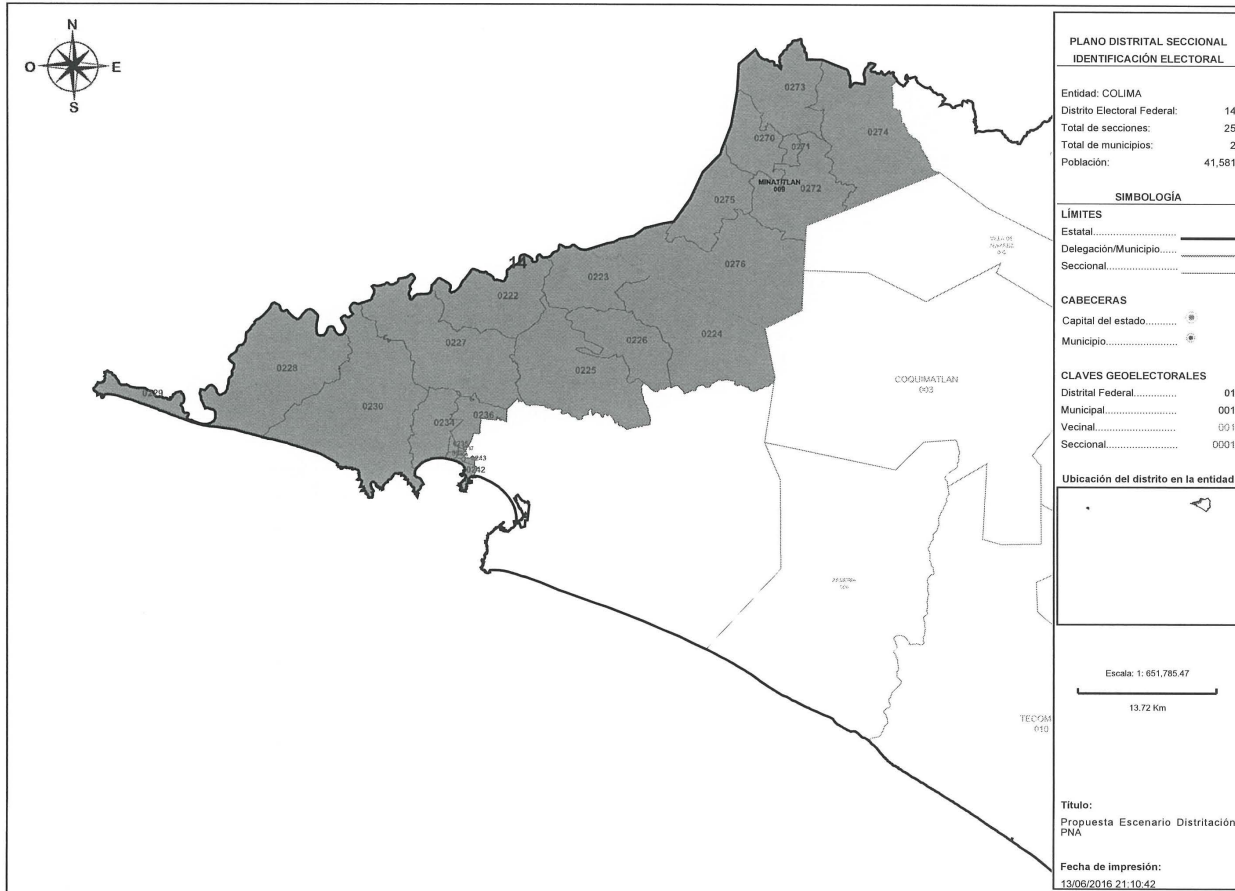 N
O
E
S
0273
0274
0270
0271
MINATITLAN
0272
0275
0276
14
0223
0222
0224
0226
0227
0225
0228
0229
0230
0234
0236
0243
0242
COQUIMATLAN
003
TECOM
010
PLANO DISTRITAL SECCIONAL
IDENTIFICACIÓN ELECTORAL
Entidad: COLIMA
Distrito Electoral Federal: 14
Total de secciones: 25
Total de municipios: 2
Población: 41,581
SIMBOLOGÍA
LÍMITES
Estatal
Delegación/Municipio
Seccional
CABECERAS
Capital del estado
Municipio
CLAVES GEOELECTORALES
Distrital Federal 01
Municipal 001
Vecinal 001
Seccional 0001
Ubicación del distrito en la entidad
Escala: 1: 651,785.47
13.72 Km
Título:
Propuesta Escenario Distritación
PNA
Fecha de impresión:
13/06/2016 21:10:42